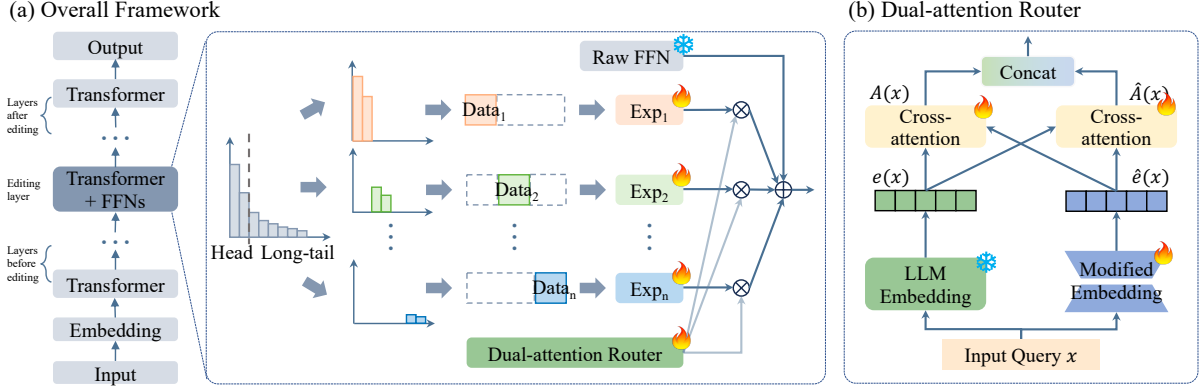 (a) Overall Framework
Output
Transformer
Layers
after
editing
...
Editing
layer
Transformer
+ FFNs
...
Layers
before
editing
Transformer
Embedding
Input
Head
Long-tail
Raw FFN
Data₁
Exp₁
Data₂
Exp₂
Dataₙ
Expₙ
Dual-attention Router
(b) Dual-attention Router
Concat
A(x)
Â(x)
Cross-
attention
Cross-
attention
e(x)
ê(x)
LLM
Embedding
Modified
Embedding
Input Query x